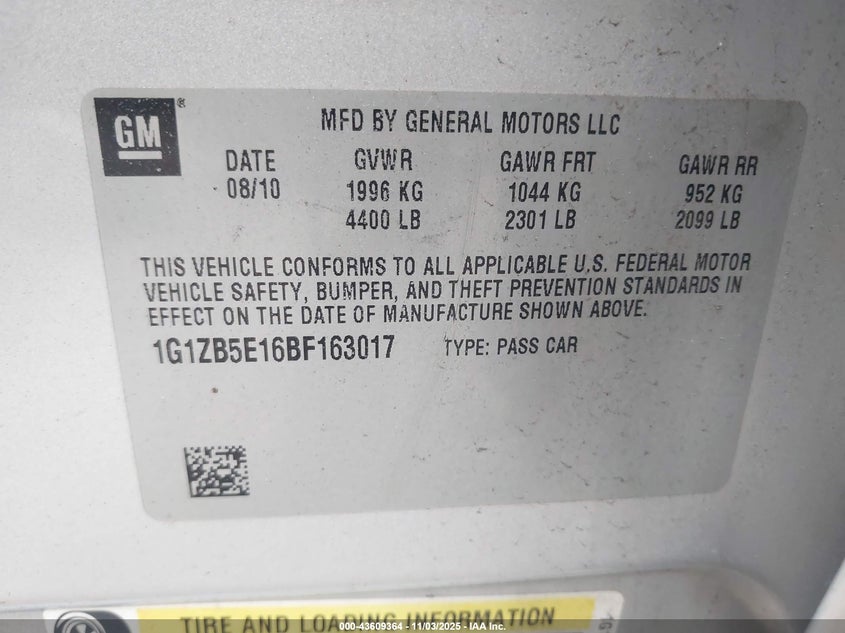 GM®
MFD BY GENERAL MOTORS LLC
DATE GVWR GAWR FRT GAWR RR
08/10 1996 KG 1044 KG 952 KG
4400 LB 2301 LB 2099 LB
THIS VEHICLE CONFORMS TO ALL APPLICABLE U.S. FEDERAL MOTOR
VEHICLE SAFETY, BUMPER, AND THEFT PREVENTION STANDARDS IN
EFFECT ON THE DATE OF MANUFACTURE SHOWN ABOVE.
1G1ZB5E16BF163017 TYPE: PASS CAR
TIRE AND LOADING INFORMATION
000-43609364 - 11/03/2025 - IAA Inc.